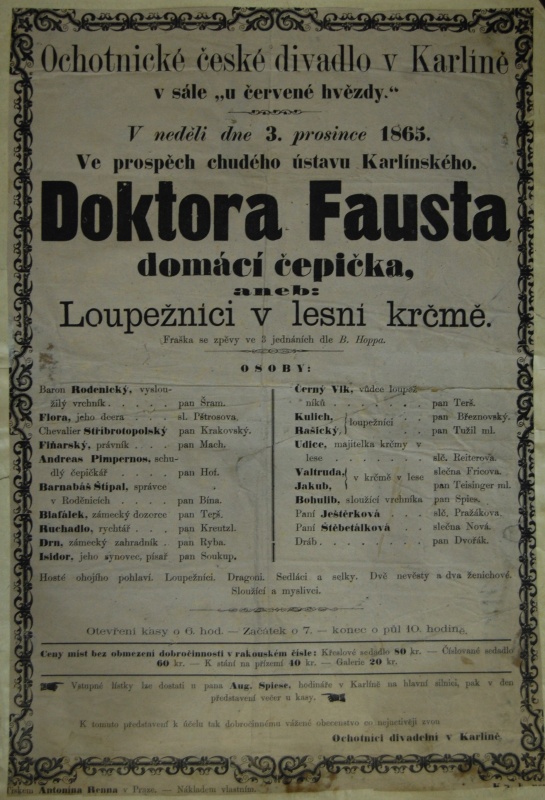 Ochotnické české divadlo v Karlíně
v sále „u červené hvězdy.“
V neděli dne 3. prosince 1865.
Ve prospěch chudého ústavu Karlínského.
Doktora Fausta
domácí čepička,
aneb:
Loupežníci v lesní krčmě.
Fraška se zpěvy ve 3 jednáních dle B. Hoppa.
OSOBY:
Baron Rodenický, vyslou-
žilý vrchník . . . . . pan Šram.
Flora, jeho dcera . . . sl. Pštrosova.
Chevalier Stříbrotopolský pan Krakovský.
Fiňarský, právník . . . pan Mach.
Andreas Pimpernos, schu-
dlý čepičkář . . . . pan Hof.
Barnabáš Štipal, správce
v Roděnicích . . . . pan Bína.
Blafálek, zámecký dozorce pan Teps.
Ruchadlo, rychtář . . . pan Kreutzl.
Drn, zámecký zahradník . pan Ryba.
Isidor, jeho synovec, písař pan Soukup.
Černý Vlk, vůdce loupež-
níků . . . . . . pan Terš.
Kulich, loupežníci . . . pan Březnovský.
Rašický, pan Tužil ml.
Udice, majitelka krčmy v
lese . . . . . . . slč. Reiterova.
Valtruda, v krčmě v lese slečna Fricova.
Jakub, pan Teisinger ml.
Bohulib, sloužící vrchníka pan Spies.
Paní Ještěrková . . . slč. Pražákova.
Paní Štěbetálková . . slečna Nová.
Dráb . . . . . . . pan Dvořák.
Hosté obojího pohlaví. Loupežníci. Dragoni. Sedláci a selky. Dvě nevěsty a dva ženichové.
Sloužící a myslivci.
Otevření kasy o 6. hod. — Začátek o 7. — konec o půl 10. hodině.
Ceny míst bez obmezení dobročinnosti v rakouském čísle: Křeslové sedadlo 80 kr. — Číslované sedadlo
60 kr. — K stání na přízemí 40 kr. — Galerie 20 kr.
Vstupné lístky lze dostati u pana Aug. Spiese, hodináře v Karlíně na hlavní silnici, pak v den
představení večer u kasy.
K tomuto představení k účelu tak dobročinnému vážené obecenstvo co nejuctivěji zvou
Ochotníci divadelní v Karlíně.
Tiskem Antonína Renna v Praze. — Nákladem vlastním.